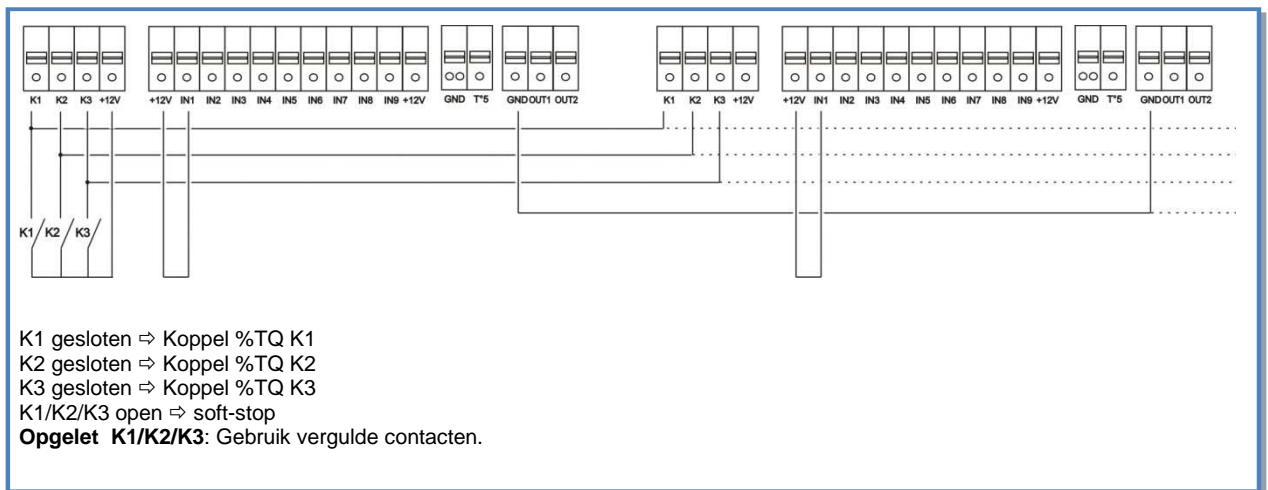 K1 K2 K3 +12V +12V IN1 IN2 IN3 IN4 IN5 IN6 IN7 IN8 IN9 +12V GND T°5 GND OUT1 OUT2 K1 K2 K3 +12V +12V IN1 IN2 IN3 IN4 IN5 IN6 IN7 IN8 IN9 +12V GND T°5 GND OUT1 OUT2
K1 K2 K3
K1 gesloten ⇨ Koppel %TQ K1
K2 gesloten ⇨ Koppel %TQ K2
K3 gesloten ⇨ Koppel %TQ K3
K1/K2/K3 open ⇨ soft-stop
Opgelet K1/K2/K3: Gebruik vergulde contacten.